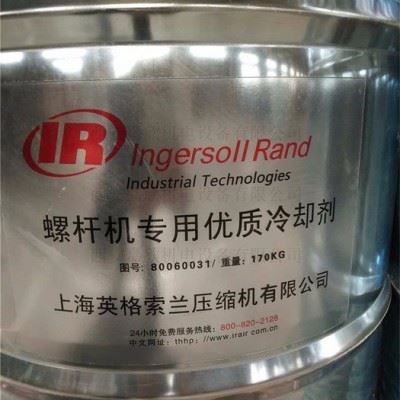 IR Ingersoll Rand
Industrial Technologies
螺杆机专用优质冷却剂
图号: 80060031/ 重量: 170KG
上海英格索兰压缩机有限公司
24小时免费服务热线: 800-820-2128
中文网索: thhp: //www.irair.com.cn